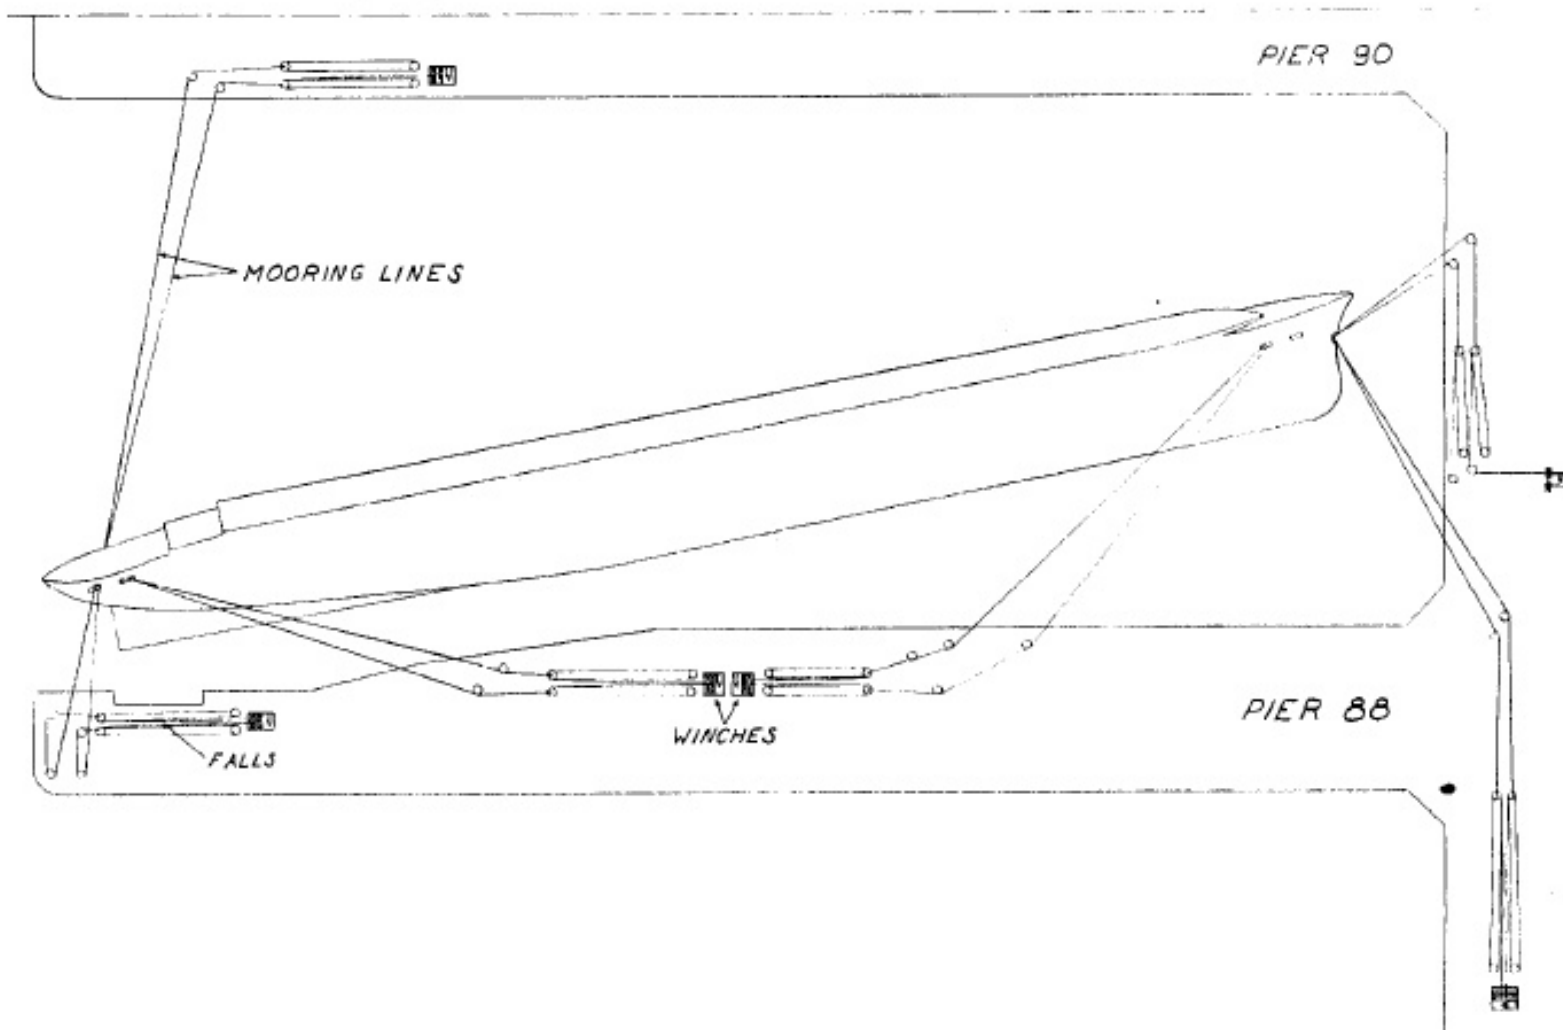 PIER 90
MOORING LINES
PIER 88
WINCHES
FALLS